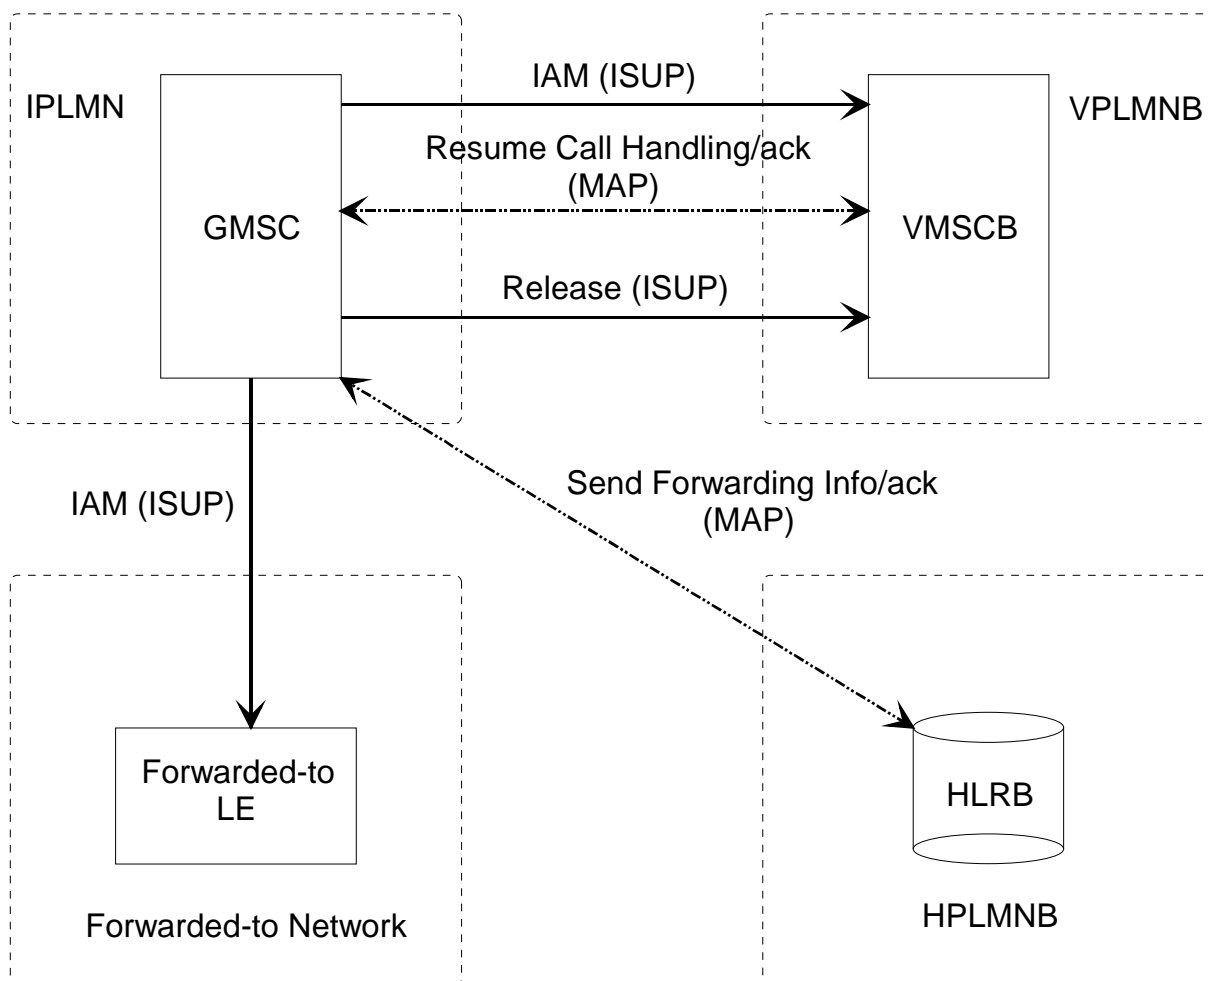 IAM (ISUP)
IPLMN
VPLMNB
Resume Call Handling/ack
(MAP)
GMSC
VMSCB
Release (ISUP)
Send Forwarding Info/ack
(MAP)
IAM (ISUP)
Forwarded-to
LE
HLRB
Forwarded-to Network
HPLMNB